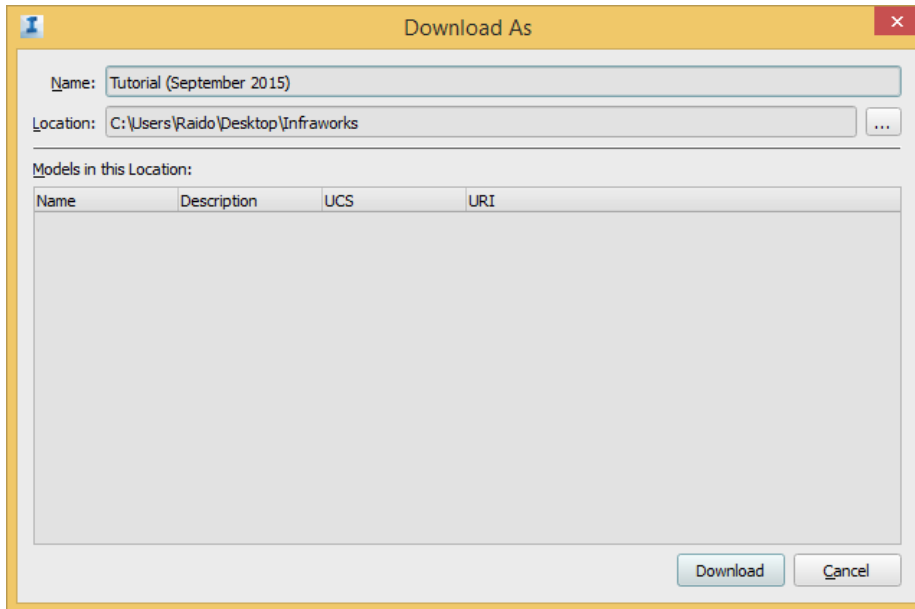 Download As
Name: Tutorial (September 2015)
Location: C:\Users\Raido\Desktop\Infraworks ...
Models in this Location:
Name Description UCS URI
Download Cancel